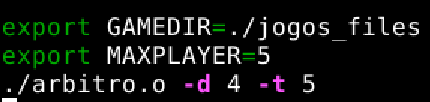 export GAMEDIR=./jogos_files
export MAXPLAYER=5
./arbitro.o -d 4 -t 5